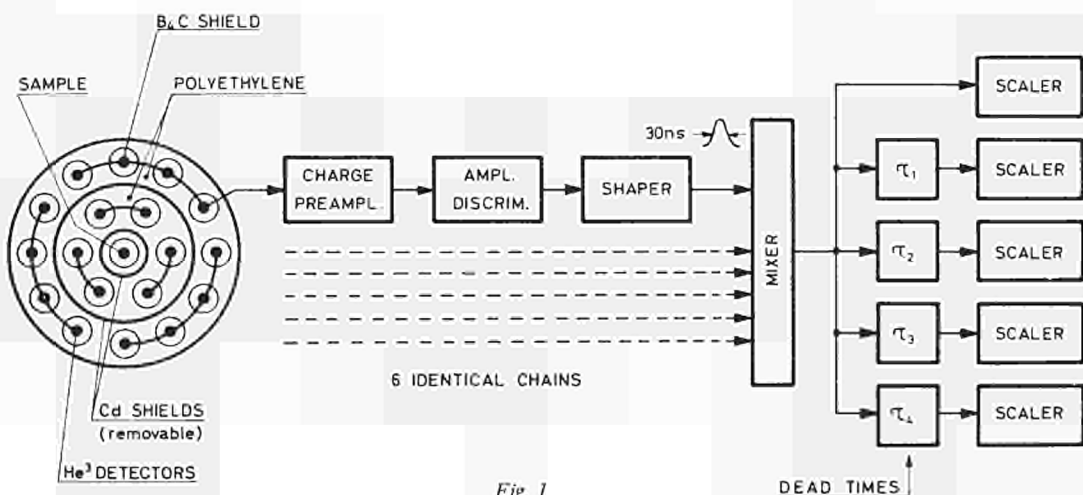 B₄C SHIELD
SAMPLE
POLYETHYLENE
30ns
CHARGE
PREAMPL.
AMPL.
DISCRIM.
SHAPER
MIXER
SCALER
τ₁
SCALER
τ₂
SCALER
τ₃
SCALER
τ₄
SCALER
6 IDENTICAL CHAINS
Cd SHIELDS
(removable)
He³ DETECTORS
Fig. 1
DEAD TIMES